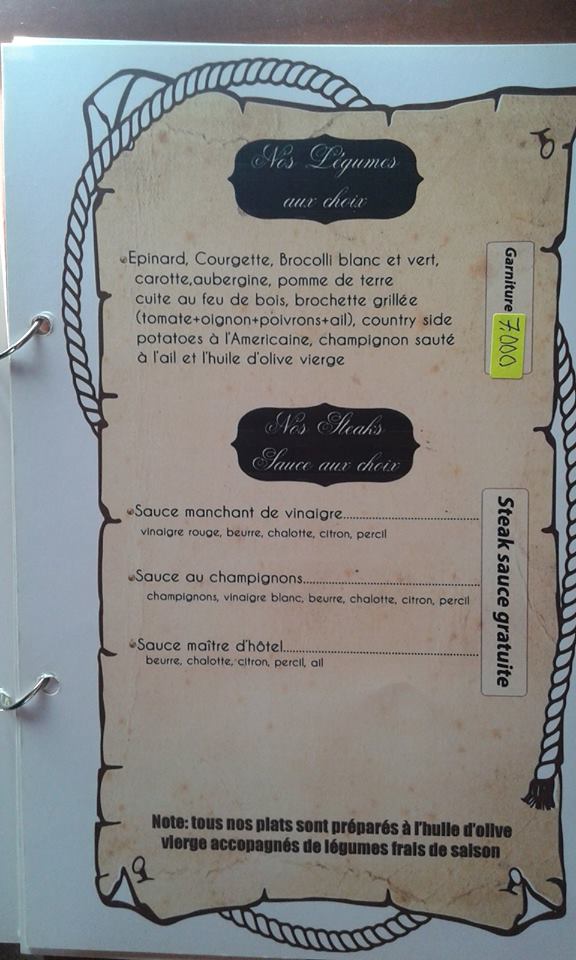 Nos Légumes
aux choix
Epinard, Courgette, Brocolli blanc et vert,
carotte,aubergine, pomme de terre
cuite au feu de bois, brochette grillée
(tomate+oignon+poivrons+ail), country side
potatoes à l'Americaine, champignon sauté
à l'ail et l'huile d'olive vierge
Garniture
7.000
Nos Steaks
Sauce aux choix
Sauce manchant de vinaigre
vinaigre rouge, beurre, chalotte, citron, percil
Sauce au champignons
champignons, vinaigre blanc, beurre, chalotte, citron, percil
Sauce maître d'hôtel
beurre, chalotte, citron, percil, ail
Steak sauce gratuite
Note: tous nos plats sont préparés à l'huile d'olive
vierge accopagnés de légumes frais de saison